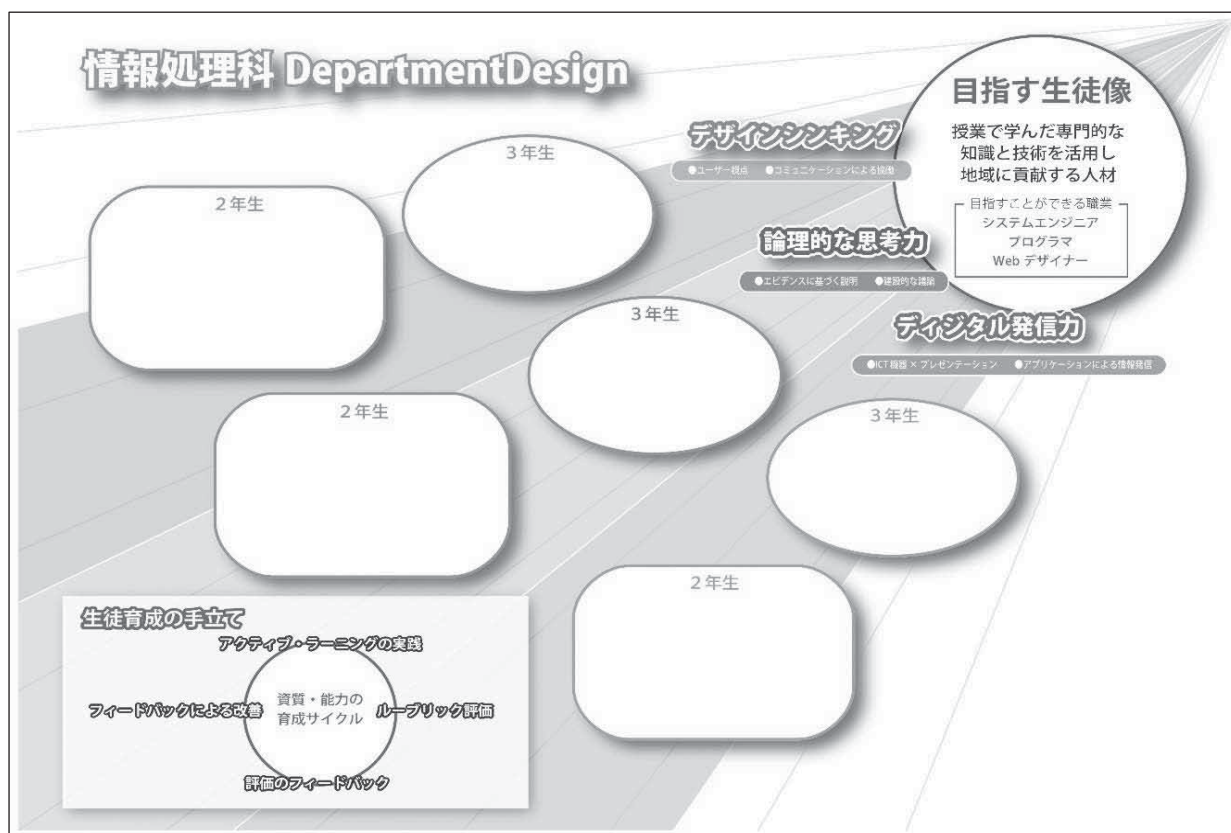 情報処理科 DepartmentDesign
目指す生徒像
授業で学んだ専門的な
知識と技術を活用し
地域に貢献する人材
目指すことができる職業
システムエンジニア
プログラマ
Web デザイナー
デザインシンキング
●ユーザー視点 ●コミュニケーションによる協働
論理的な思考力
●エビデンスに基づく説明 ●建設的な議論
ディジタル発信力
●ICT 機器 × プレゼンテーション ●アプリケーションによる情報発信
3年生
2年生
3年生
2年生
3年生
2年生
生徒育成の手立て
アクティブ・ラーニングの実践
フィードバックによる改善
資質・能力の
育成サイクル
ルーブリック評価
評価のフィードバック